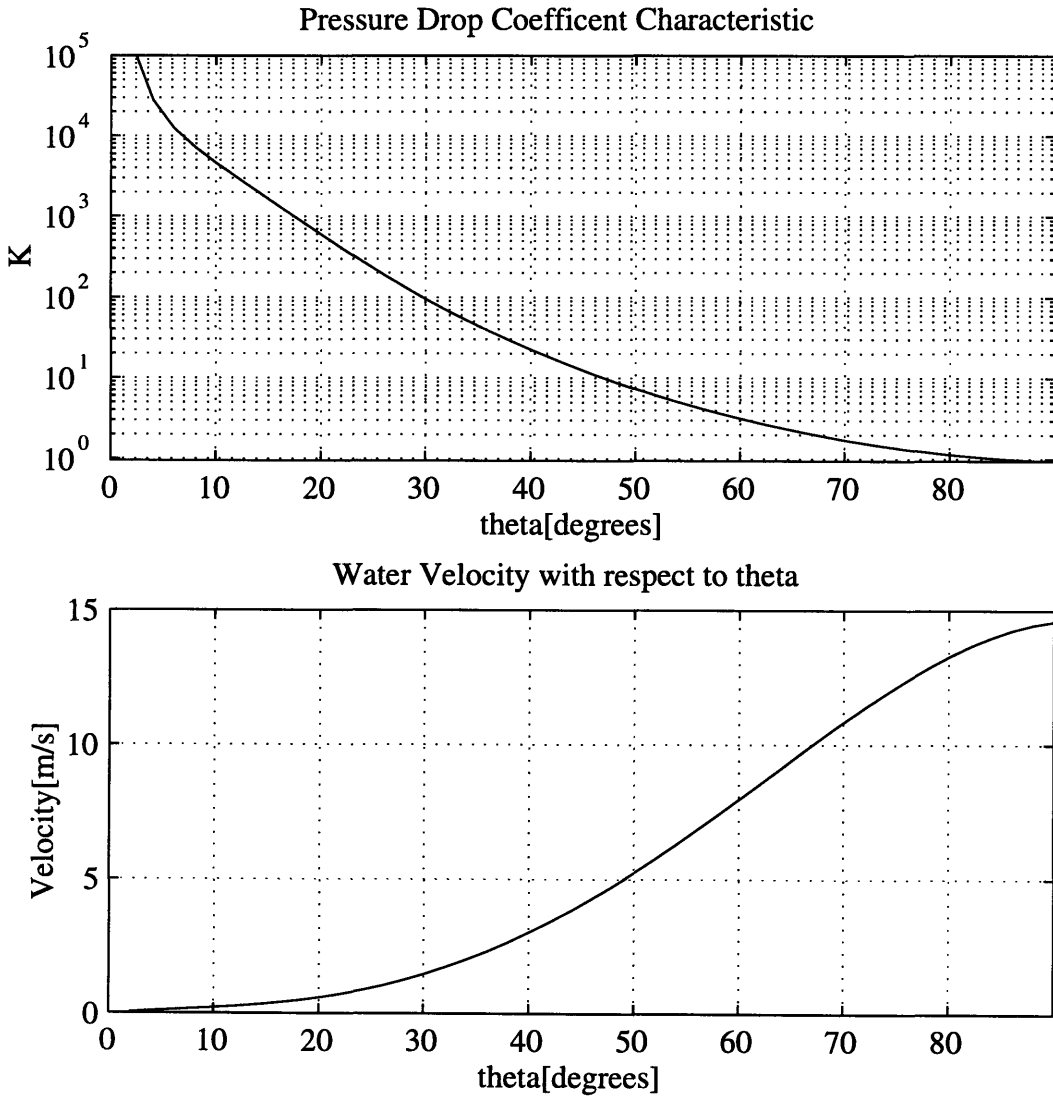 Pressure Drop Coefficent Characteristic
10^5
10^4
10^3
10^2
10^1
10^0
K
0 10 20 30 40 50 60 70 80
theta[degrees]
Water Velocity with respect to theta
15
10
5
0
Velocity[m/s]
0 10 20 30 40 50 60 70 80
theta[degrees]